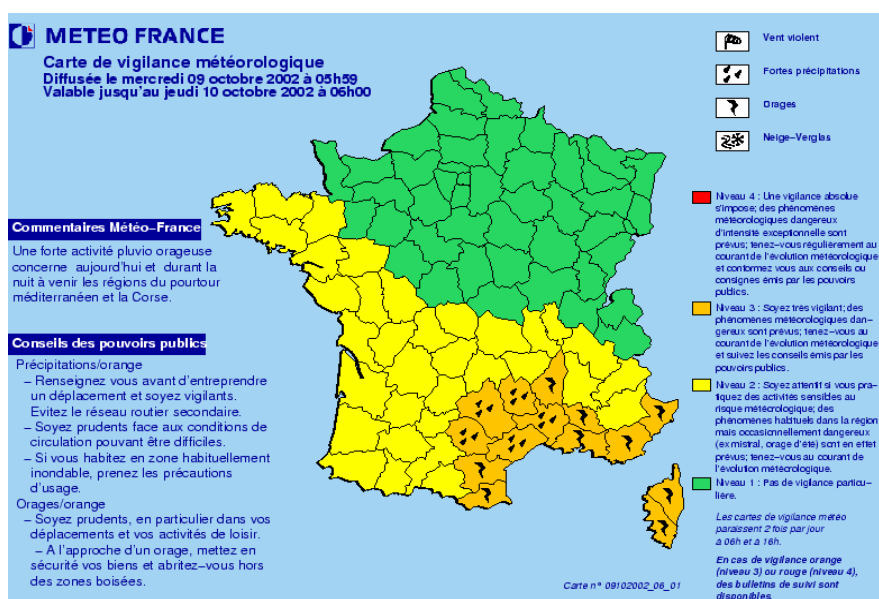 METEO FRANCE
Carte de vigilance météorologique
Diffusée le mercredi 09 octobre 2002 à 05h59
Valable jusqu'au jeudi 10 octobre 2002 à 06h00
Commentaires Météo–France
Une forte activité pluvio orageuse
concerne aujourd'hui et durant la
nuit à venir les régions du pourtour
méditerranéen et la Corse.
Conseils des pouvoirs publics
Précipitations/orange
– Renseignez vous avant d'entreprendre
un déplacement et soyez vigilants.
Evitez le réseau routier secondaire.
– Soyez prudents face aux conditions de
circulation pouvant être difficiles.
– Si vous habitez en zone habituellement
inondable, prenez les précautions
d'usage.
Orages/orange
– Soyez prudents, en particulier dans vos
déplacements et vos activités de loisir.
– A l'approche d'un orage, mettez en
sécurité vos biens et abritez–vous hors
des zones boisées.
Vent violent
Fortes précipitations
Orages
Neige–Verglas
Niveau 4 : Une vigilance absolue
s'impose; des phénomènes
météorologiques dangereux
d'intensité exceptionnelle sont
prévus; tenez–vous régulièrement au
courant de l'évolution météorologique
et conformez vous aux conseils ou
consignes émis par les pouvoirs
publics.
Niveau 3 : Soyez très vigilant; des
phénomènes météorologiques dan–
gereux sont prévus; tenez–vous au
courant de l'évolution météorologique
et suivez les conseils émis par les
pouvoirs publics.
Niveau 2 : Soyez attentif si vous pra–
tiquez des activités sensibles au
risque météorologique; des
phénomènes habituels dans la région
mais occasionnellement dangereux
(ex mistral, orage d'été) sont en effet
prévus; tenez–vous au courant de
l'évolution météorologique.
Niveau 1 : Pas de vigilance particu–
lière.
Les cartes de vigilance météo
paraissent 2 fois par jour
à 06h et à 16h.
En cas de vigilance orange
(niveau 3) ou rouge (niveau 4),
des bulletins de suivi sont
disponibles.
Carte n° 09102002_06_01